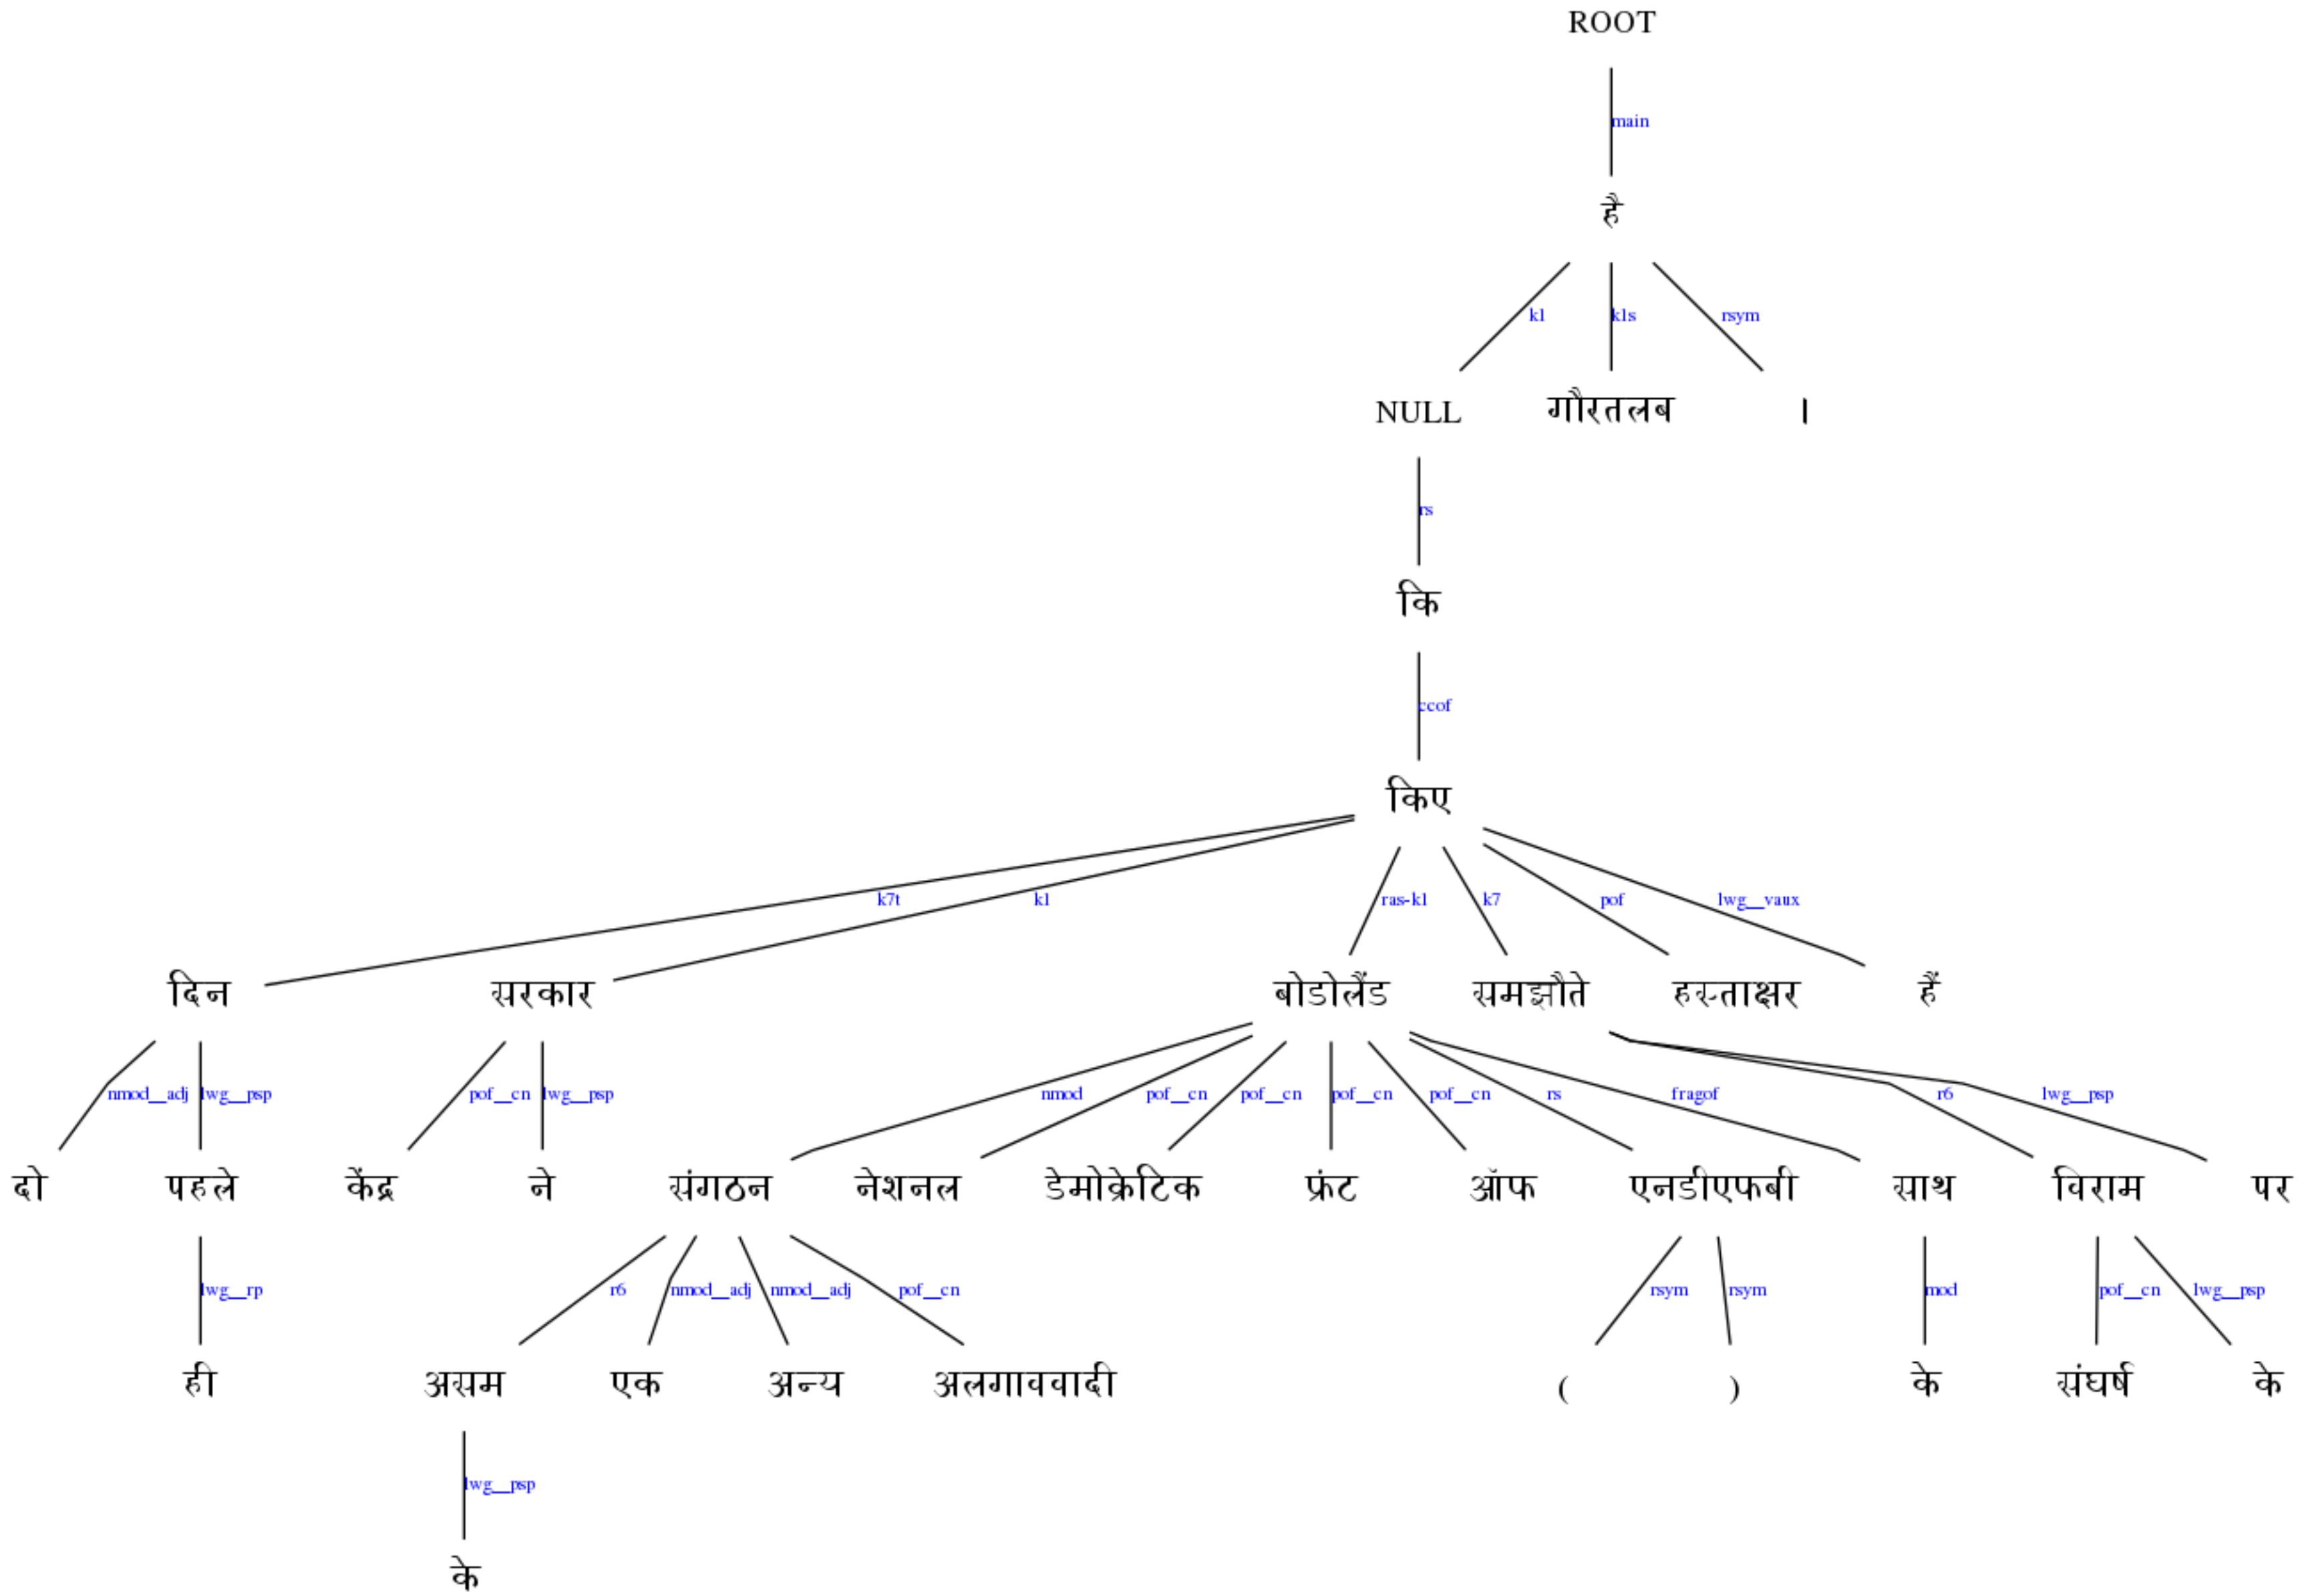 ROOT
main
है
k1 k1s rsym
NULL गौरतलब ।
rs
कि
ccof
किए
k7t k1 ras-k1 k7 pof lwg__vaux
दिन सरकार बोडोलैंड समझौते हस्ताक्षर हैं
nmod__adj lwg__psp pof__cn lwg__psp nmod pof__cn pof__cn pof__cn pof__cn rs fragof r6 lwg__psp
दो पहले केंद्र ने संगठन नेशनल डेमोक्रेटिक फ्रंट ऑफ एनडीएफबी साथ विराम पर
lwg__rp r6 nmod__adj nmod__adj pof__cn rsym rsym mod pof__cn lwg__psp
ही असम एक अन्य अलगाववादी ( ) के संघर्ष के
lwg__psp
के